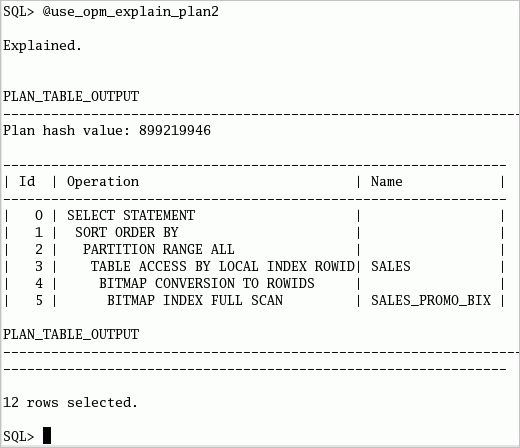 SQL> @use_opm_explain_plan2
Explained.
PLAN_TABLE_OUTPUT
--------------------------------------------------------------------------------
Plan hash value: 899219946
--------------------------------------------------------------
| Id  | Operation                           | Name            |
--------------------------------------------------------------
|   0 | SELECT STATEMENT                    |                 |
|   1 |  SORT ORDER BY                      |                 |
|   2 |   PARTITION RANGE ALL               |                 |
|   3 |    TABLE ACCESS BY LOCAL INDEX ROWID| SALES           |
|   4 |     BITMAP CONVERSION TO ROWIDS     |                 |
|   5 |      BITMAP INDEX FULL SCAN         | SALES_PROMO_BIX |
PLAN_TABLE_OUTPUT
--------------------------------------------------------------------------------
--------------------------------------------------------------
12 rows selected.
SQL>